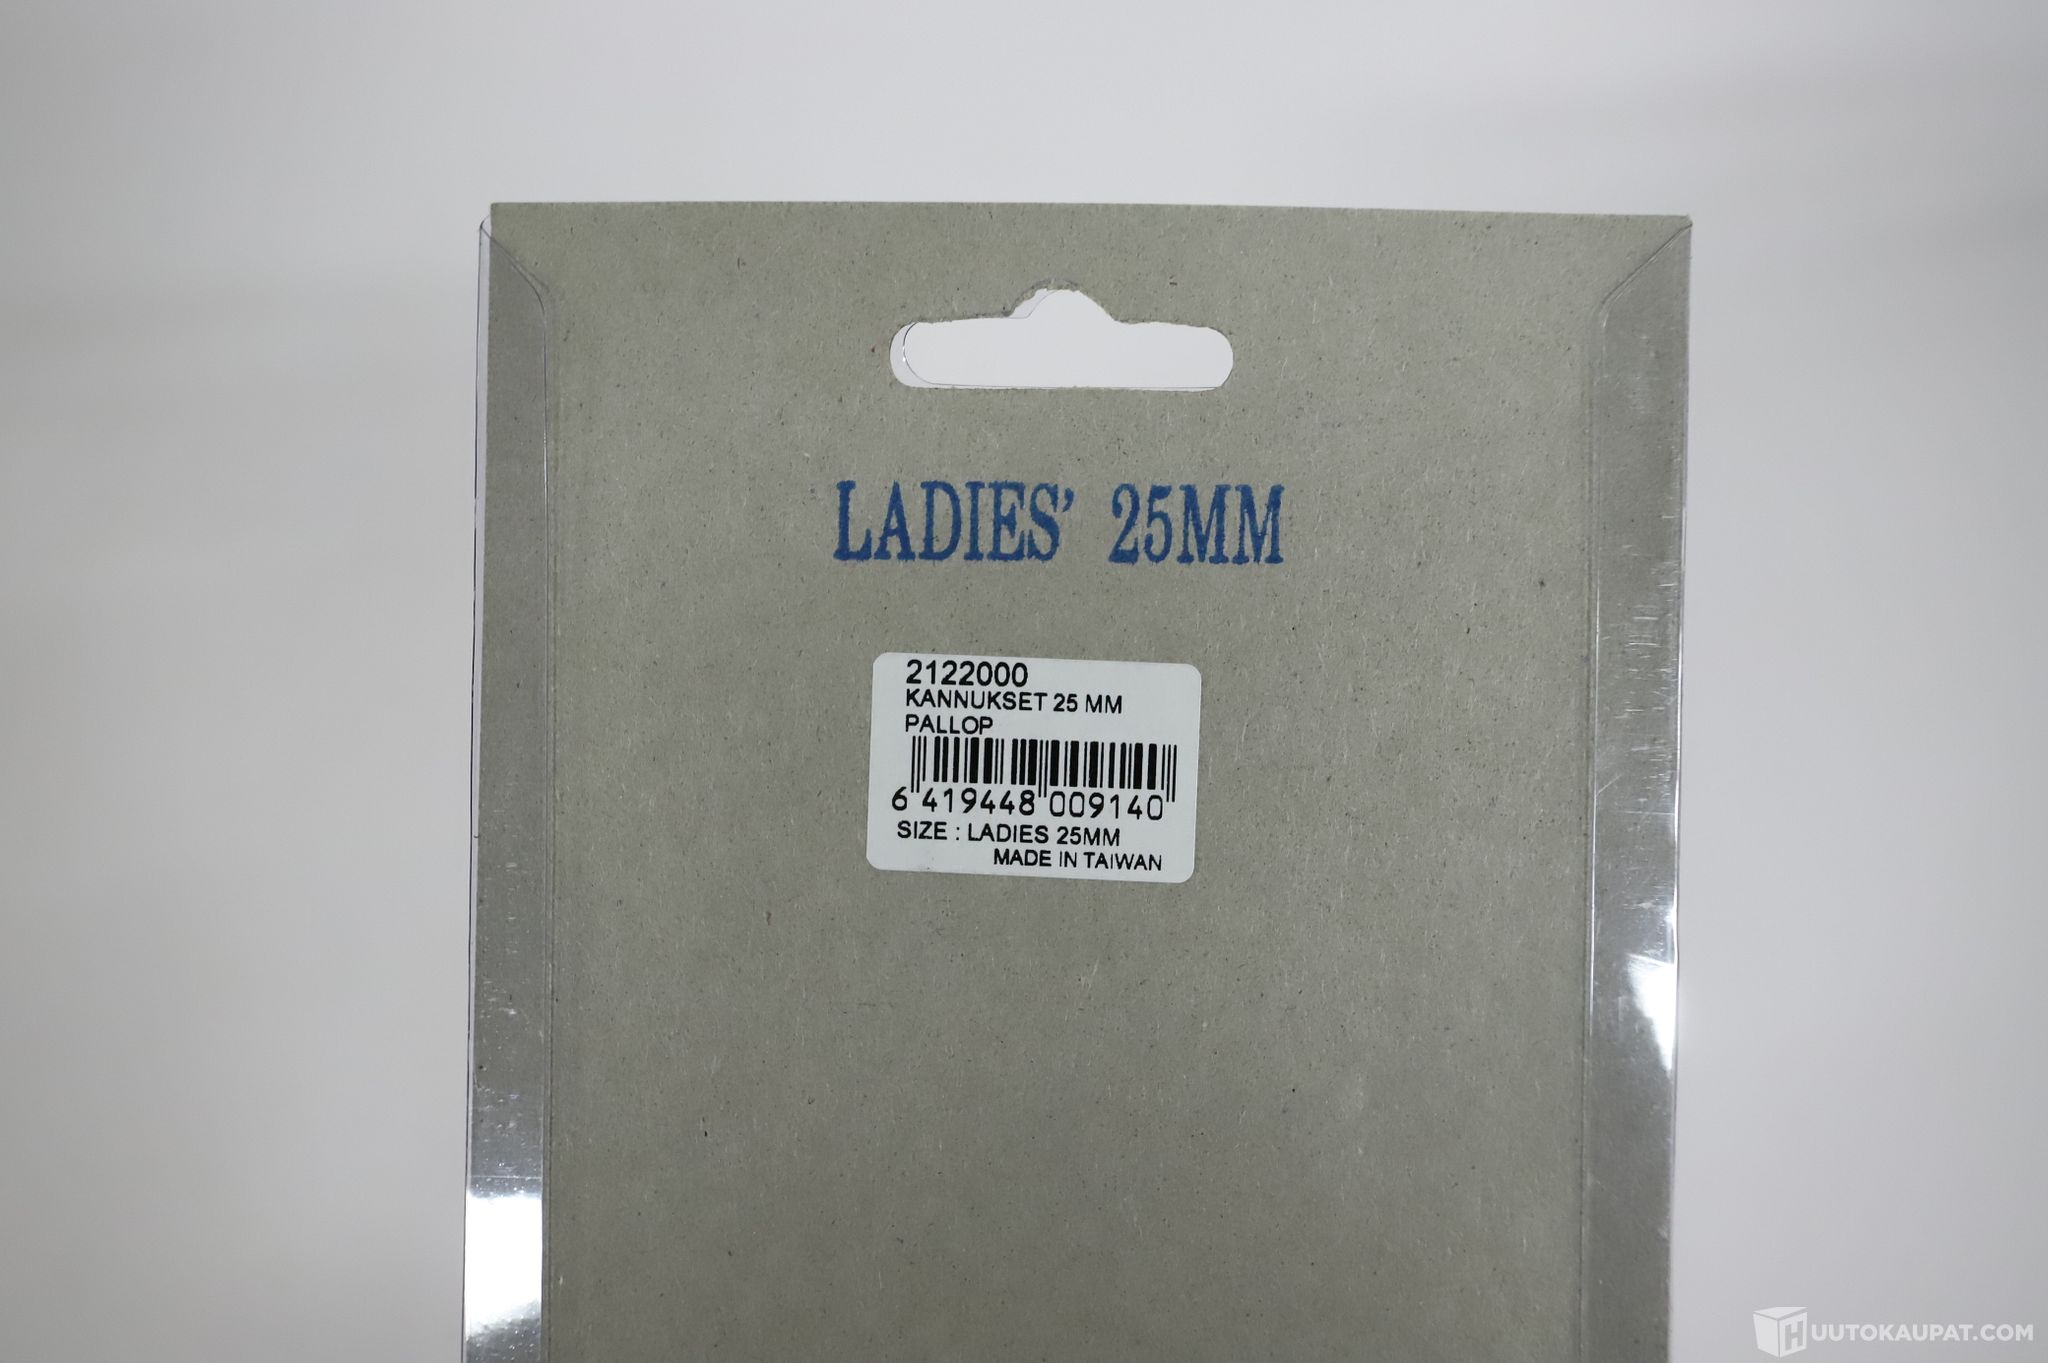 LADIES' 25MM
2122000
KANNUKSET 25 MM
PALLOP
6 419448 009140
SIZE : LADIES 25MM
MADE IN TAIWAN
HUUTOKAUPAT.COM